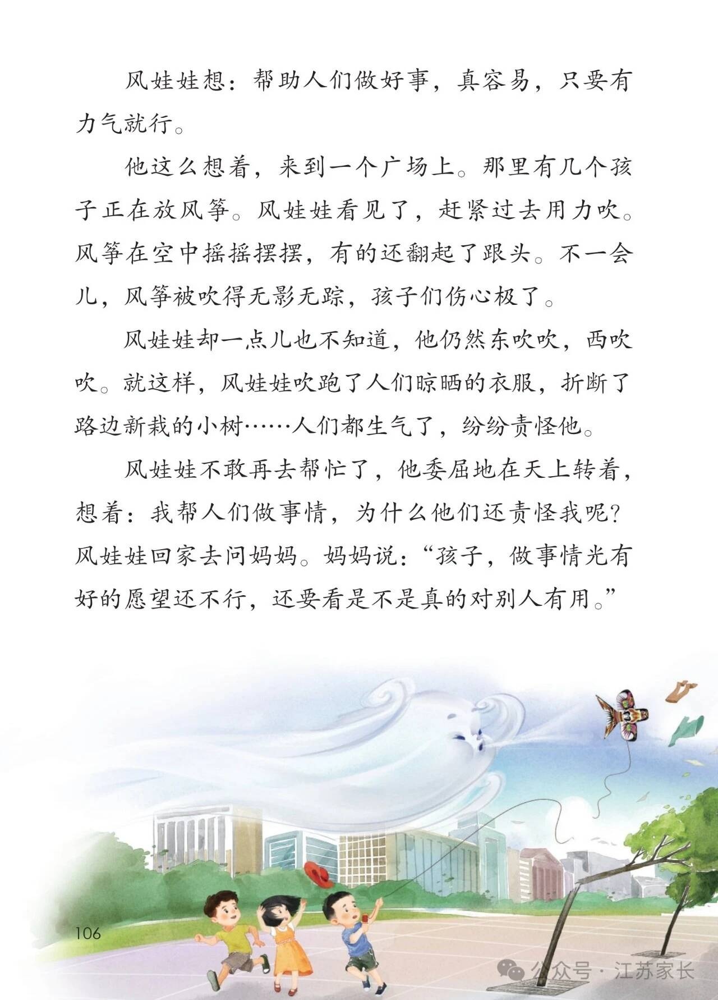 风娃娃想：帮助人们做好事，真容易，只要有
力气就行。
他这么想着，来到一个广场上。那里有几个孩
子正在放风筝。风娃娃看见了，赶紧过去用力吹。
风筝在空中摇摇摆摆，有的还翻起了跟头。不一会
儿，风筝被吹得无影无踪，孩子们伤心极了。
风娃娃却一点儿也不知道，他仍然东吹吹，西吹
吹。就这样，风娃娃吹跑了人们晾晒的衣服，折断了
路边新栽的小树……人们都生气了，纷纷责怪他。
风娃娃不敢再去帮忙了，他委屈地在天上转着，
想着：我帮人们做事情，为什么他们还责怪我呢？
风娃娃回家去问妈妈。妈妈说：“孩子，做事情光有
好的愿望还不行，还要看是不是真的对别人有用。”
106
公众号·江苏家长